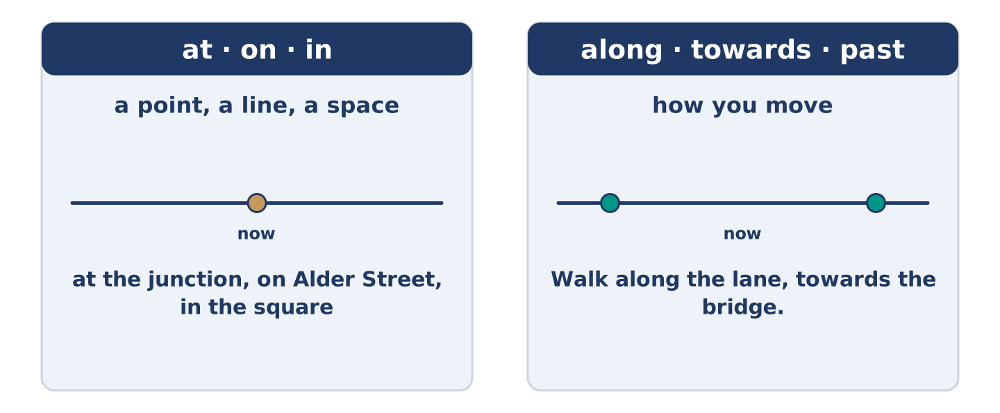 at · on · in
a point, a line, a space
now
at the junction, on Alder Street,
in the square
along · towards · past
how you move
now
Walk along the lane, towards the
bridge.